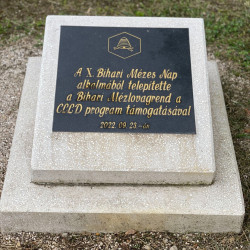 A X. Bihari Mézes Nap
alkalmából telepítette
a Bihari Mézlovagrend a
CLLD program támogatásával
2022. 09. 23-án